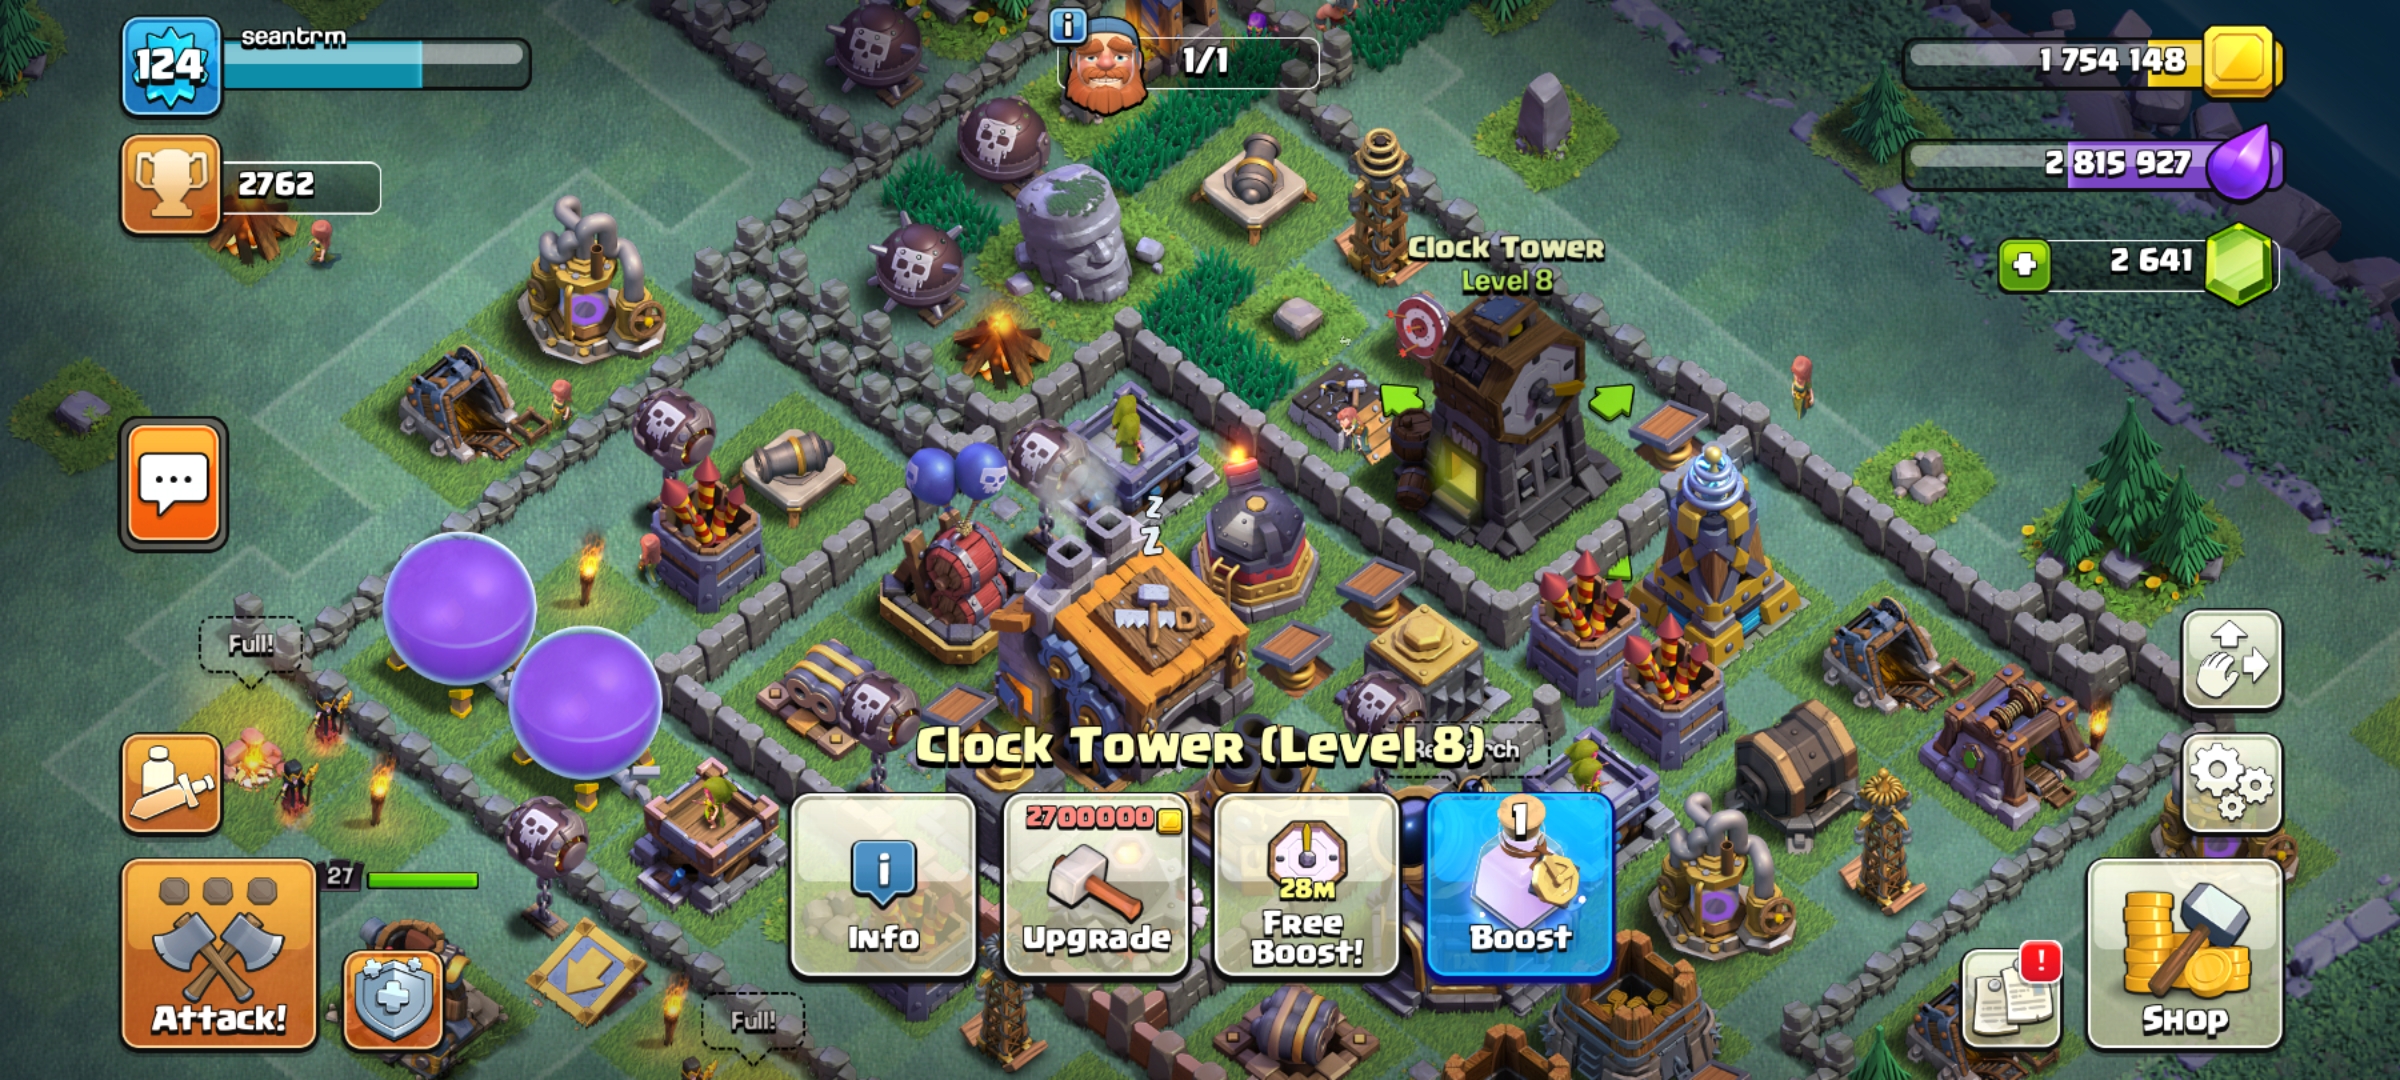 124
seantrm
1/1
1 754 148
2762
2 815 927
2 641
Clock Tower
Level 8
z
Z
Full!
Clock Tower (Level 8)
27
Info
2700000
Upgrade
28M
Free
Boost!
1
Boost
Attack!
Full!
!
Shop